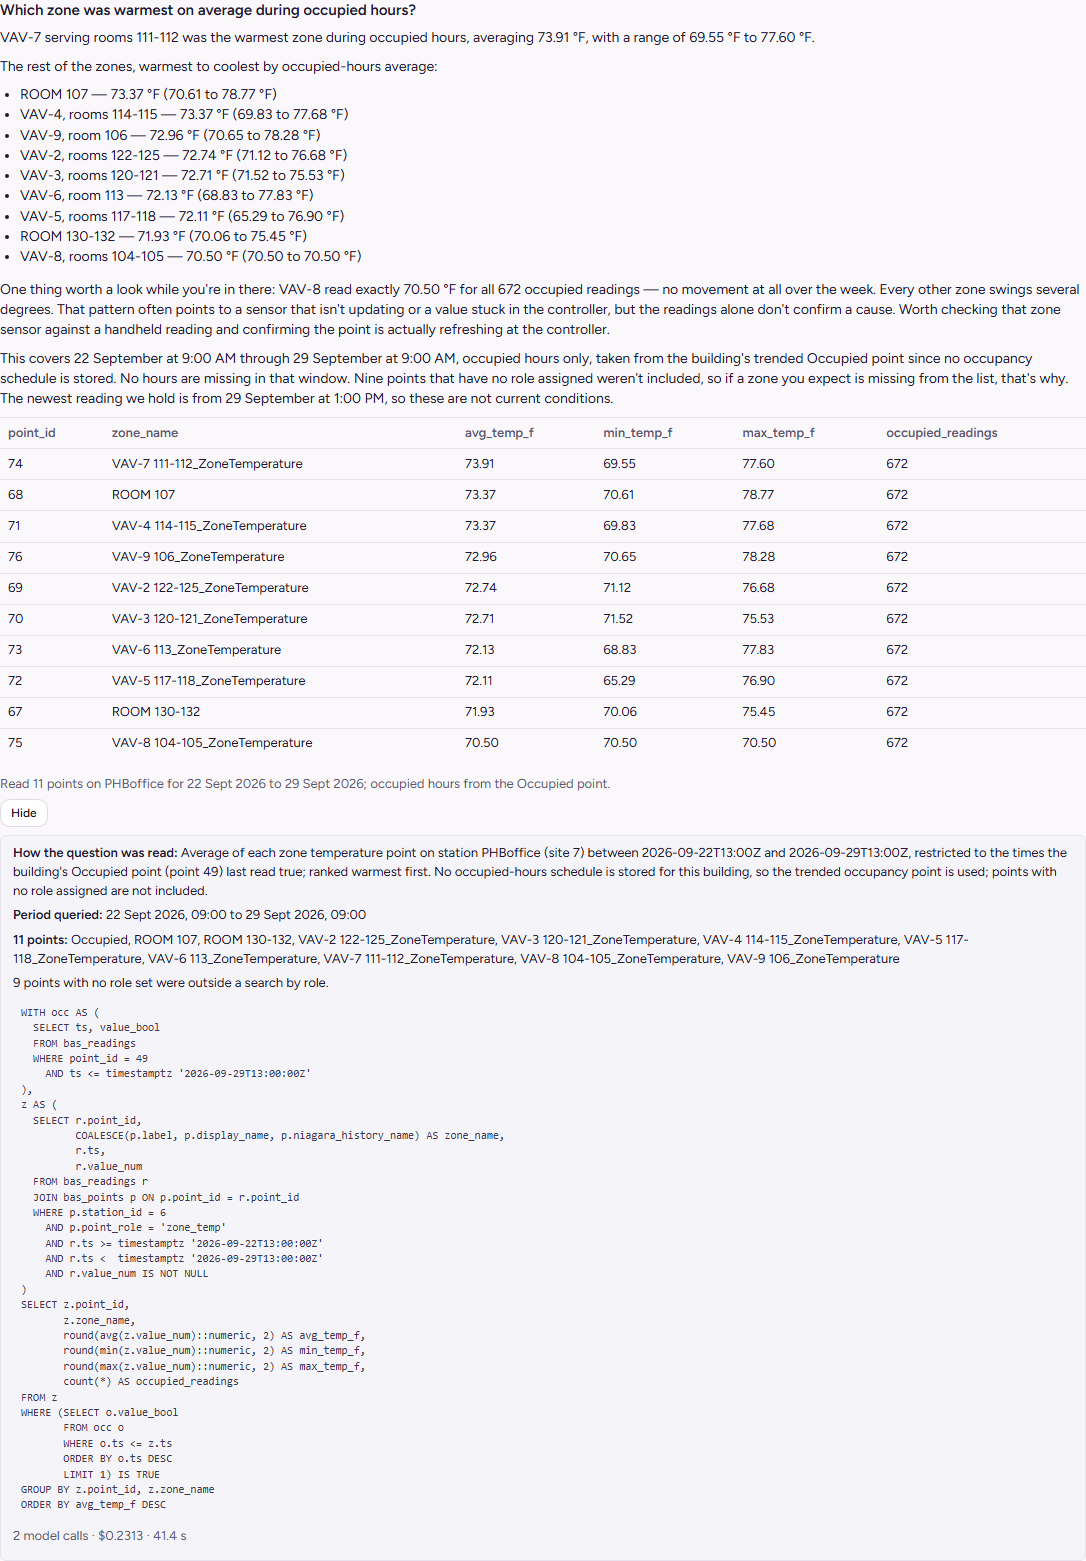 Which zone was warmest on average during occupied hours?
VAV-7 serving rooms 111-112 was the warmest zone during occupied hours, averaging 73.91 °F, with a range of 69.55 °F to 77.60 °F.
The rest of the zones, warmest to coolest by occupied-hours average:
• ROOM 107 — 73.37 °F (70.61 to 78.77 °F)
• VAV-4, rooms 114-115 — 73.37 °F (69.83 to 77.68 °F)
• VAV-9, room 106 — 72.96 °F (70.65 to 78.28 °F)
• VAV-2, rooms 122-125 — 72.74 °F (71.12 to 76.68 °F)
• VAV-3, rooms 120-121 — 72.71 °F (71.52 to 75.53 °F)
• VAV-6, room 113 — 72.13 °F (68.83 to 77.83 °F)
• VAV-5, rooms 117-118 — 72.11 °F (65.29 to 76.90 °F)
• ROOM 130-132 — 71.93 °F (70.06 to 75.45 °F)
• VAV-8, rooms 104-105 — 70.50 °F (70.50 to 70.50 °F)
One thing worth a look while you're in there: VAV-8 read exactly 70.50 °F for all 672 occupied readings — no movement at all over the week. Every other zone swings several
degrees. That pattern often points to a sensor that isn't updating or a value stuck in the controller, but the readings alone don't confirm a cause. Worth checking that zone
sensor against a handheld reading and confirming the point is actually refreshing at the controller.
This covers 22 September at 9:00 AM through 29 September at 9:00 AM, occupied hours only, taken from the building's trended Occupied point since no occupancy
schedule is stored. No hours are missing in that window. Nine points that have no role assigned weren't included, so if a zone you expect is missing from the list, that's why.
The newest reading we hold is from 29 September at 1:00 PM, so these are not current conditions.
point_id zone_name avg_temp_f min_temp_f max_temp_f occupied_readings
74 VAV-7 111-112_ZoneTemperature 73.91 69.55 77.60 672
68 ROOM 107 73.37 70.61 78.77 672
71 VAV-4 114-115_ZoneTemperature 73.37 69.83 77.68 672
76 VAV-9 106_ZoneTemperature 72.96 70.65 78.28 672
69 VAV-2 122-125_ZoneTemperature 72.74 71.12 76.68 672
70 VAV-3 120-121_ZoneTemperature 72.71 71.52 75.53 672
73 VAV-6 113_ZoneTemperature 72.13 68.83 77.83 672
72 VAV-5 117-118_ZoneTemperature 72.11 65.29 76.90 672
67 ROOM 130-132 71.93 70.06 75.45 672
75 VAV-8 104-105_ZoneTemperature 70.50 70.50 70.50 672
Read 11 points on PHBoffice for 22 Sept 2026 to 29 Sept 2026; occupied hours from the Occupied point.
Hide
How the question was read: Average of each zone temperature point on station PHBoffice (site 7) between 2026-09-22T13:00Z and 2026-09-29T13:00Z, restricted to the times the
building's Occupied point (point 49) last read true; ranked warmest first. No occupied-hours schedule is stored for this building, so the trended occupancy point is used; points with
no role assigned are not included.
Period queried: 22 Sept 2026, 09:00 to 29 Sept 2026, 09:00
11 points: Occupied, ROOM 107, ROOM 130-132, VAV-2 122-125_ZoneTemperature, VAV-3 120-121_ZoneTemperature, VAV-4 114-115_ZoneTemperature, VAV-5 117-
118_ZoneTemperature, VAV-6 113_ZoneTemperature, VAV-7 111-112_ZoneTemperature, VAV-8 104-105_ZoneTemperature, VAV-9 106_ZoneTemperature
9 points with no role set were outside a search by role.
WITH occ AS (
  SELECT ts, value_bool
  FROM bas_readings
  WHERE point_id = 49
    AND ts <= timestamptz '2026-09-29T13:00:00Z'
),
z AS (
  SELECT r.point_id,
         COALESCE(p.label, p.display_name, p.niagara_history_name) AS zone_name,
         r.ts,
         r.value_num
  FROM bas_readings r
  JOIN bas_points p ON p.point_id = r.point_id
  WHERE p.station_id = 6
    AND p.point_role = 'zone_temp'
    AND r.ts >= timestamptz '2026-09-22T13:00:00Z'
    AND r.ts <  timestamptz '2026-09-29T13:00:00Z'
    AND r.value_num IS NOT NULL
)
SELECT z.point_id,
       z.zone_name,
       round(avg(z.value_num)::numeric, 2) AS avg_temp_f,
       round(min(z.value_num)::numeric, 2) AS min_temp_f,
       round(max(z.value_num)::numeric, 2) AS max_temp_f,
       count(*) AS occupied_readings
FROM z
WHERE (SELECT o.value_bool
       FROM occ o
       WHERE o.ts <= z.ts
       ORDER BY o.ts DESC
       LIMIT 1) IS TRUE
GROUP BY z.point_id, z.zone_name
ORDER BY avg_temp_f DESC
2 model calls · $0.2313 · 41.4 s